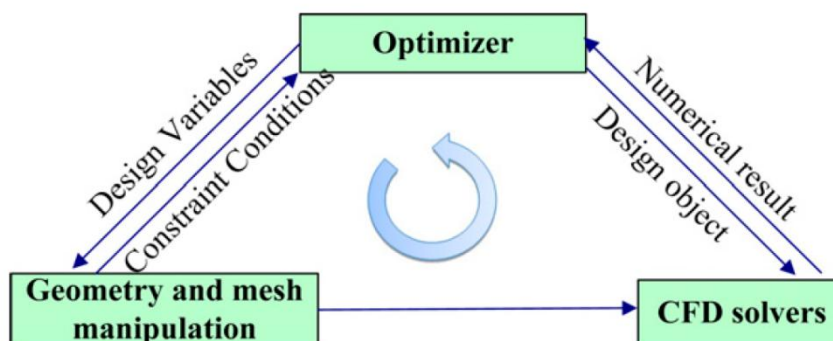 Optimizer
Design Variables
Constraint Conditions
Numerical result
Design object
Geometry and mesh
manipulation
CFD solvers